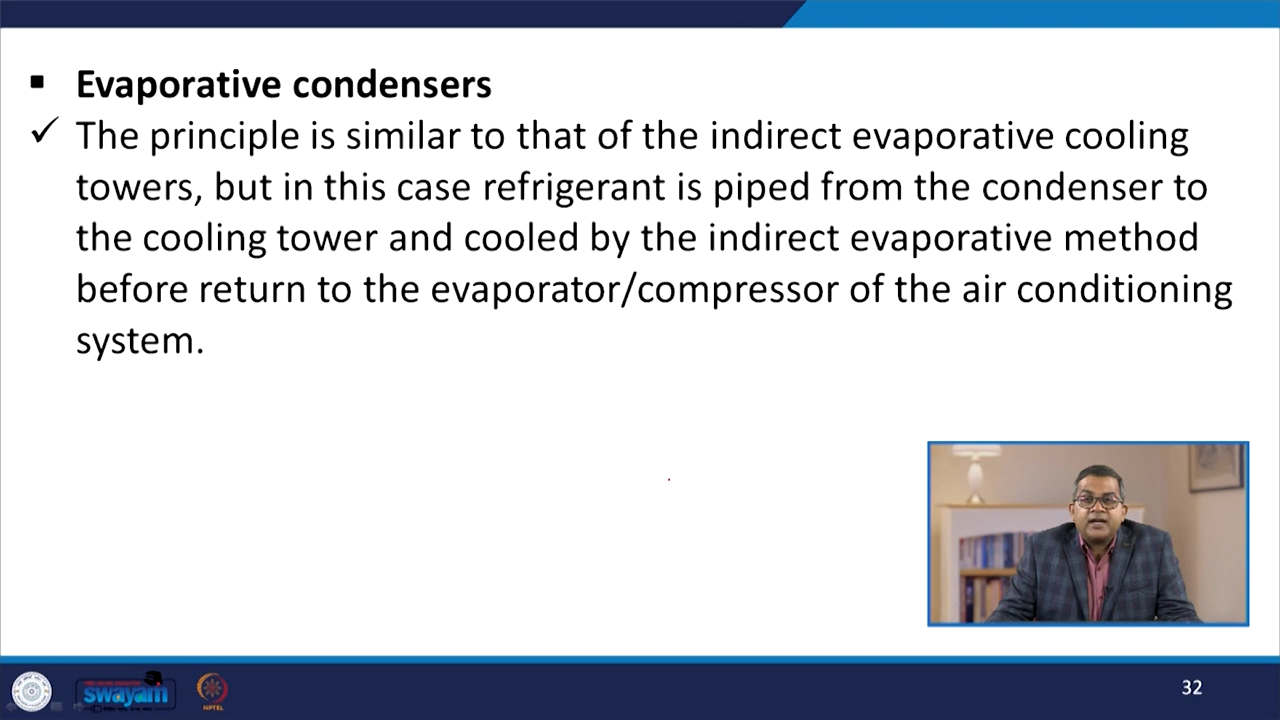 Evaporative condensers
The principle is similar to that of the indirect evaporative cooling
towers, but in this case refrigerant is piped from the condenser to
the cooling tower and cooled by the indirect evaporative method
before return to the evaporator/compressor of the air conditioning
system.
swayam
NPTEL
32